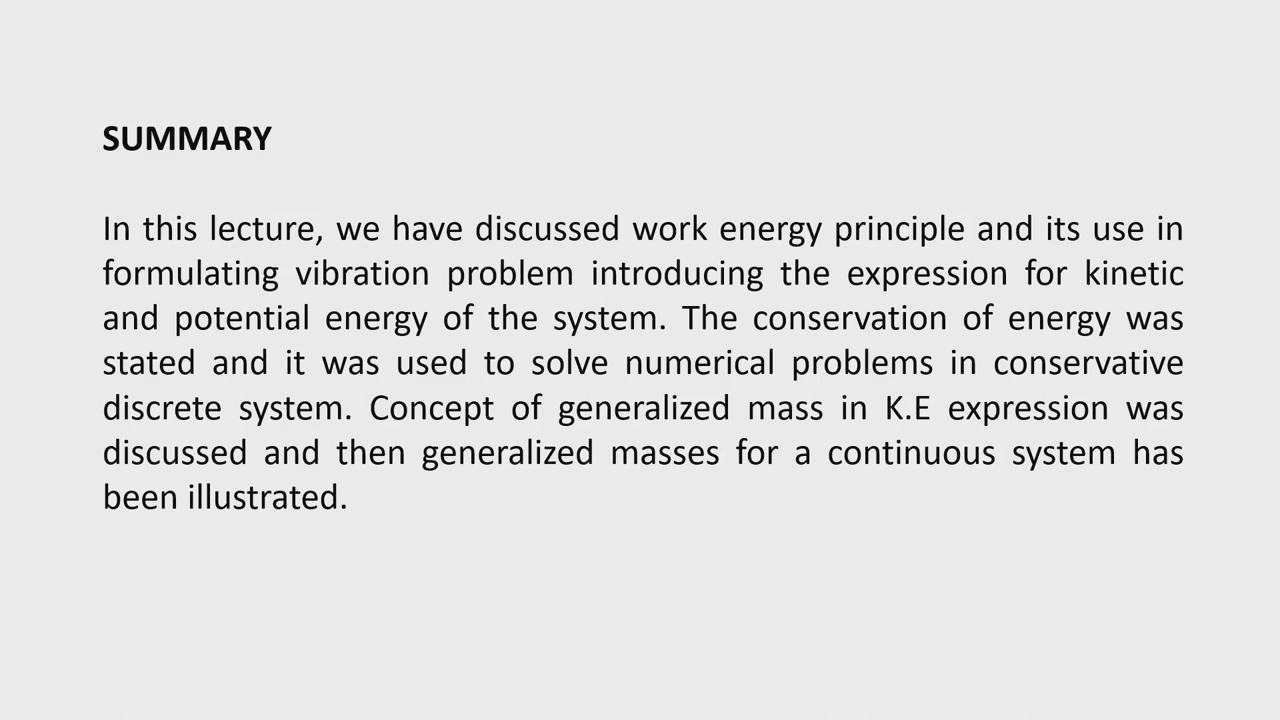 SUMMARY
In this lecture, we have discussed work energy principle and its use in
formulating vibration problem introducing the expression for kinetic
and potential energy of the system. The conservation of energy was
stated and it was used to solve numerical problems in conservative
discrete system. Concept of generalized mass in K.E expression was
discussed and then generalized masses for a continuous system has
been illustrated.